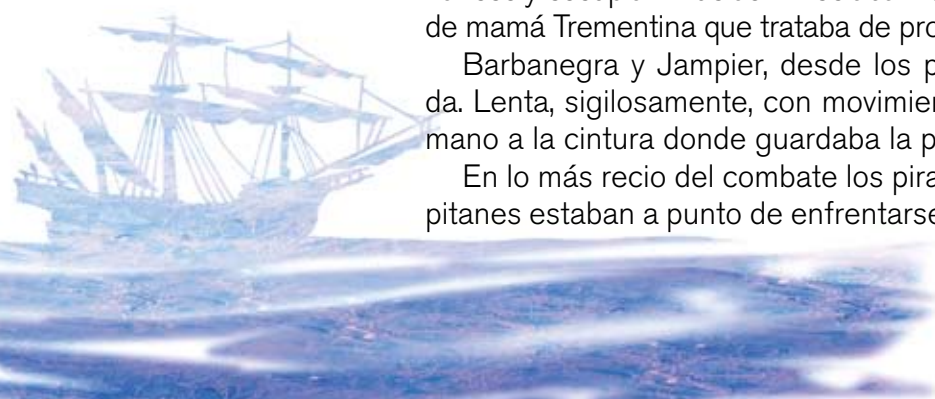 de mamá Trementina que trataba de pro
Barbanegra y Jampier, desde los p
da. Lenta, sigilosamente, con movimien
mano a la cintura donde guardaba la p
En lo más recio del combate los pira
pitanes estaban a punto de enfrentarse